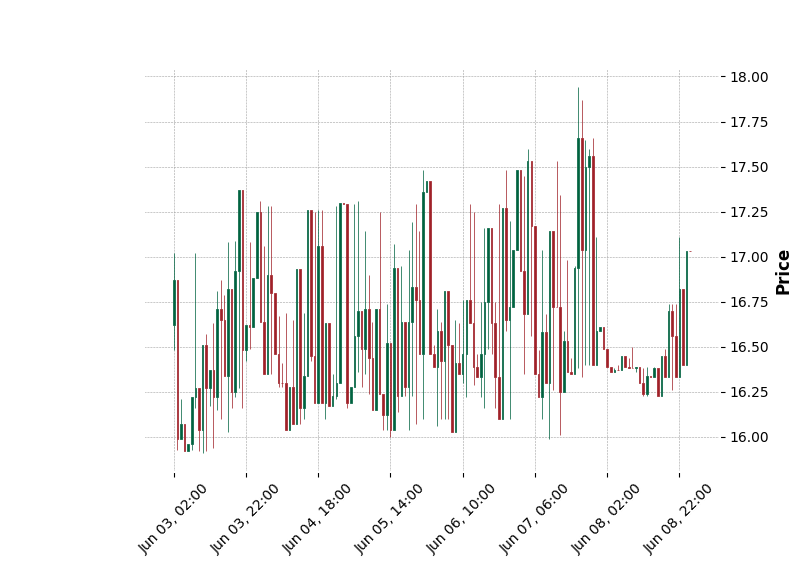 18.00
17.75
17.50
17.25
17.00
16.75
16.50
16.25
16.00
Price
Jun 03, 02:00
Jun 03, 22:00
Jun 04, 18:00
Jun 05, 14:00
Jun 06, 10:00
Jun 07, 06:00
Jun 08, 02:00
Jun 08, 22:00